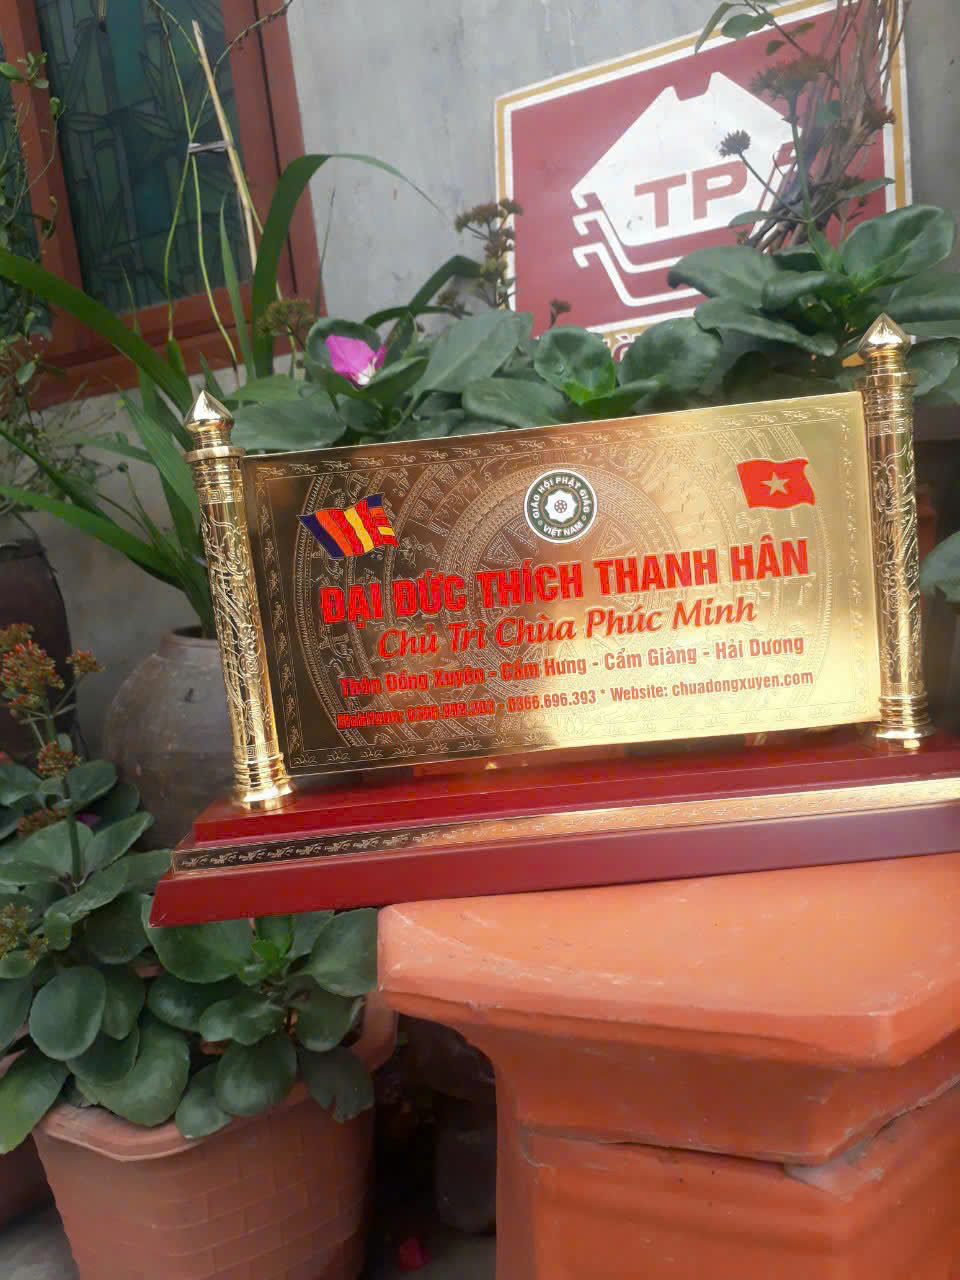 TP
GIÁO HỘI PHẬT GIÁO
VIỆT NAM
ĐẠI ĐỨC THÍCH THANH HÂN
Chủ Trì Chùa Phúc Minh
Thôn Đông Xuyên - Cẩm Hưng - Cẩm Giàng - Hải Dương
0366.696.393 * Website: chuadongxuyen.com